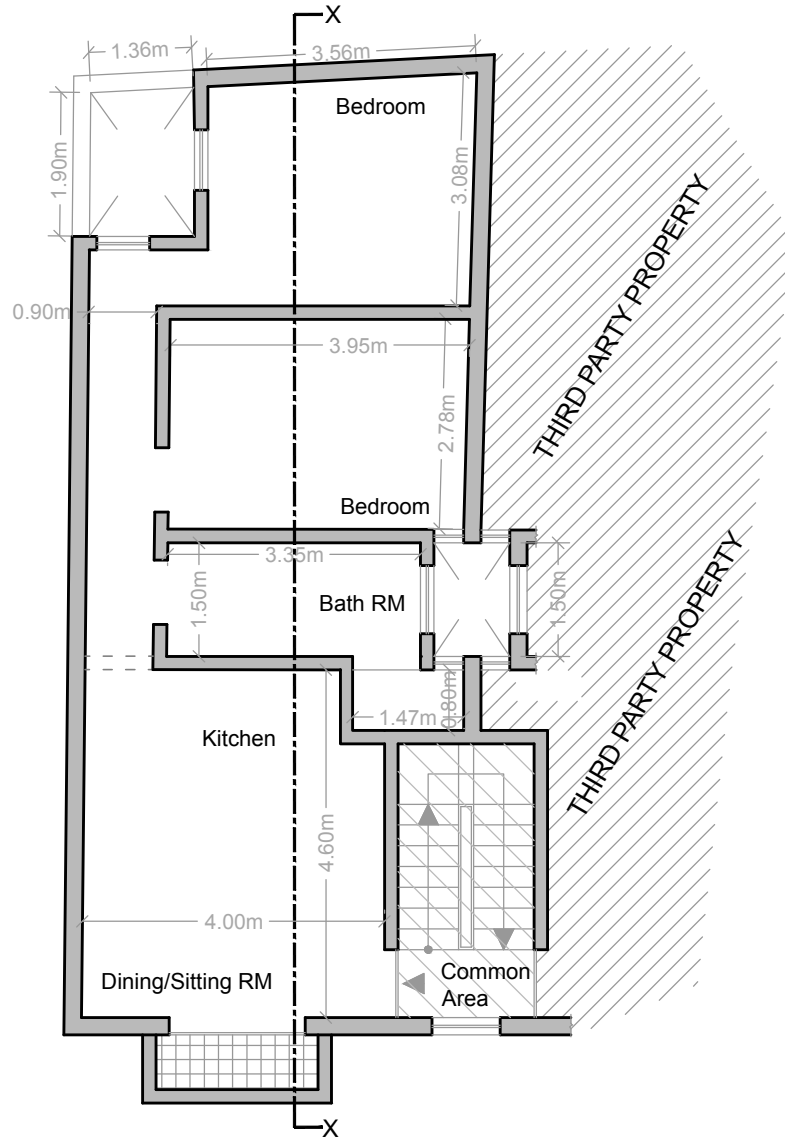 X
1.36m
3.56m
Bedroom
1.90m
3.08m
THIRD PARTY PROPERTY
0.90m
3.95m
2.78m
Bedroom
3.35m
1.50m
Bath RM
1.50m
THIRD PARTY PROPERTY
0.80m
1.47m
Kitchen
4.60m
4.00m
Dining/Sitting RM
Common
Area
X